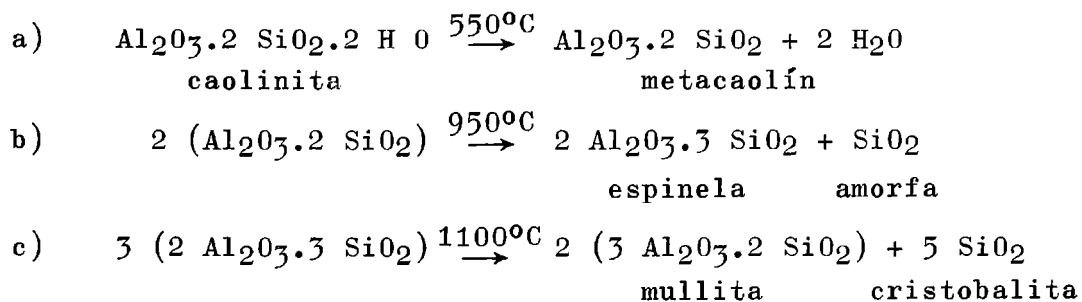 a) Al₂O₃.2 SiO₂.2 H O 550ºC → Al₂O₃.2 SiO₂ + 2 H₂O
caolinita metacaolín
b) 2 (Al₂O₃.2 SiO₂) 950ºC → 2 Al₂O₃.3 SiO₂ + SiO₂
espinela amorfa
c) 3 (2 Al₂O₃.3 SiO₂) 1100ºC → 2 (3 Al₂O₃.2 SiO₂) + 5 SiO₂
mullita cristobalita